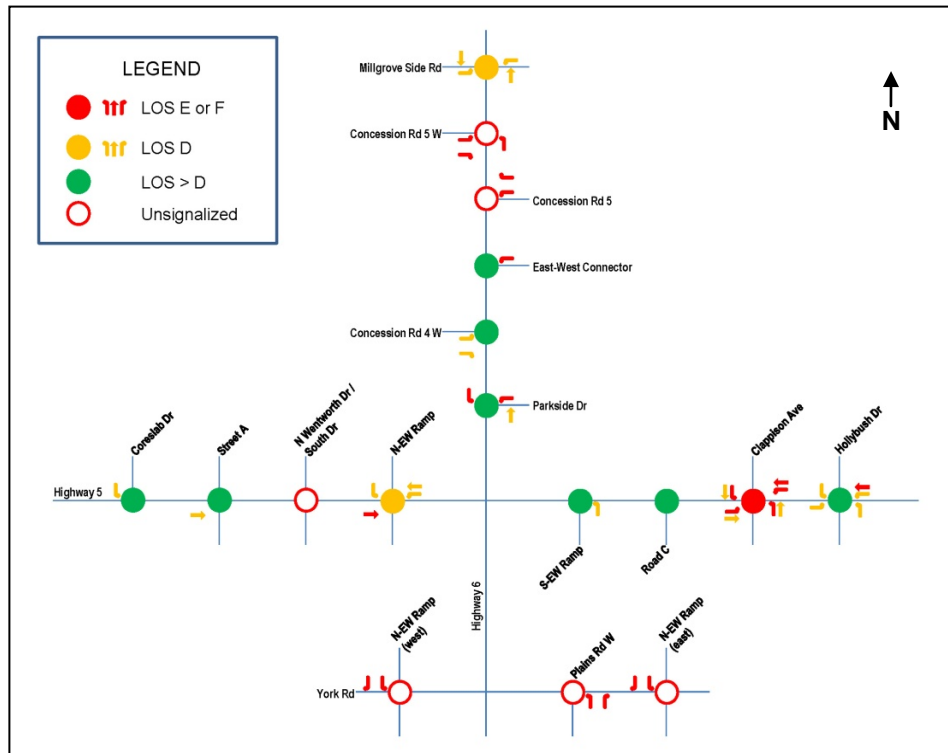 LEGEND
LOS E or F
LOS D
LOS > D
Unsignalized
N
Millgrove Side Rd
Concession Rd 5 W
Concession Rd 5
East-West Connector
Concession Rd 4 W
Parkside Dr
Coreslab Dr
Street A
N Wentworth Dr /
South Dr
N-EW Ramp
Clappison Ave
Hollybush Dr
Highway 5
S-EW Ramp
Road C
Highway 6
N-EW Ramp
(west)
Plains Rd W
N-EW Ramp
(east)
York Rd